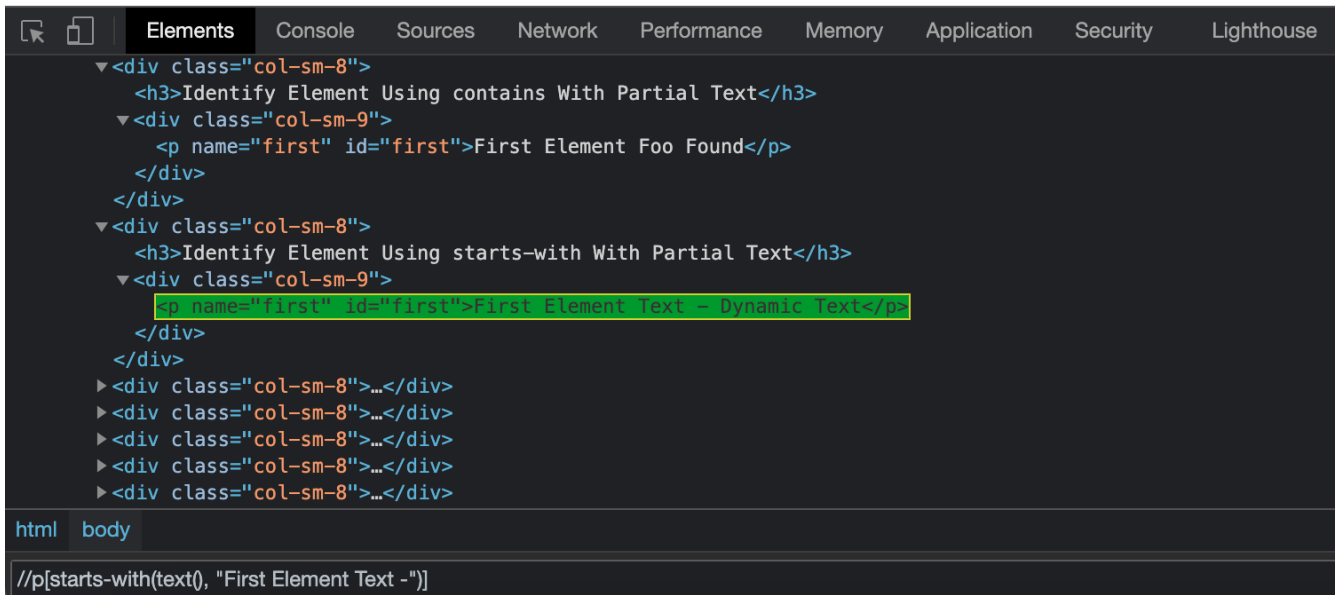 Elements Console Sources Network Performance Memory Application Security Lighthouse
▼<div class="col-sm-8">
<h3>Identify Element Using contains With Partial Text</h3>
▼<div class="col-sm-9">
<p name="first" id="first">First Element Foo Found</p>
</div>
</div>
▼<div class="col-sm-8">
<h3>Identify Element Using starts-with With Partial Text</h3>
▼<div class="col-sm-9">
<p name="first" id="first">First Element Text – Dynamic Text</p>
</div>
</div>
▶<div class="col-sm-8">…</div>
▶<div class="col-sm-8">…</div>
▶<div class="col-sm-8">…</div>
▶<div class="col-sm-8">…</div>
▶<div class="col-sm-8">…</div>
html body
//p[starts-with(text(), "First Element Text -")]